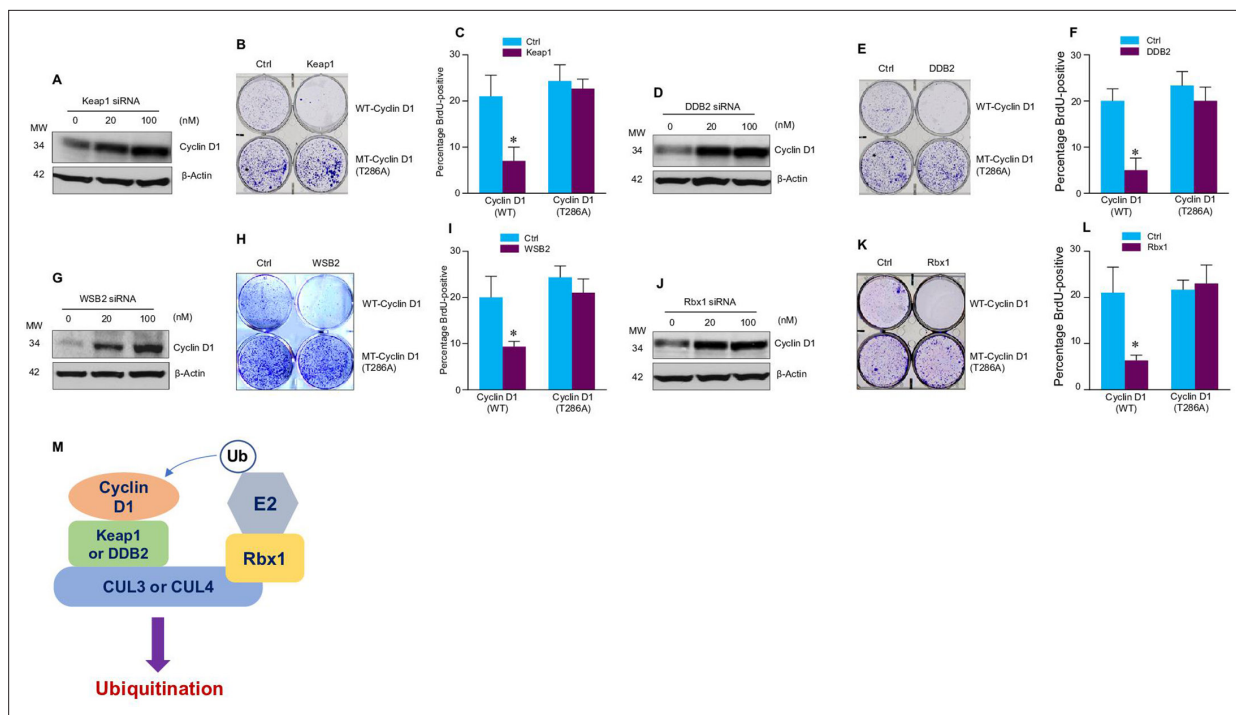 A
Keap1 siRNA
0 20 100 (nM)
MW
34 Cyclin D1
42 β-Actin
B
Ctrl Keap1
WT-Cyclin D1
MT-Cyclin D1
(T286A)
C
Ctrl
Keap1
Percentage BrdU-positive
30
20
10
0
*
Cyclin D1 Cyclin D1
(WT) (T286A)
D
DDB2 siRNA
0 20 100 (nM)
MW
34 Cyclin D1
42 β-Actin
E
Ctrl DDB2
WT-Cyclin D1
MT-Cyclin D1
(T286A)
F
Ctrl
DDB2
Percentage BrdU-positive
30
20
10
0
*
Cyclin D1 Cyclin D1
(WT) (T286A)
G
WSB2 siRNA
0 20 100 (nM)
MW
34 Cyclin D1
42 β-Actin
H
Ctrl WSB2
WT-Cyclin D1
MT-Cyclin D1
(T286A)
I
Ctrl
WSB2
Percentage BrdU-positive
30
20
10
0
*
Cyclin D1 Cyclin D1
(WT) (T286A)
J
Rbx1 siRNA
0 20 100 (nM)
MW
34 Cyclin D1
42 β-Actin
K
Ctrl Rbx1
WT-Cyclin D1
MT-Cyclin D1
(T286A)
L
Ctrl
Rbx1
Percentage BrdU-positive
30
20
10
0
*
Cyclin D1 Cyclin D1
(WT) (T286A)
M
Ub
Cyclin
D1
E2
Keap1
or DDB2
Rbx1
CUL3 or CUL4
Ubiquitination